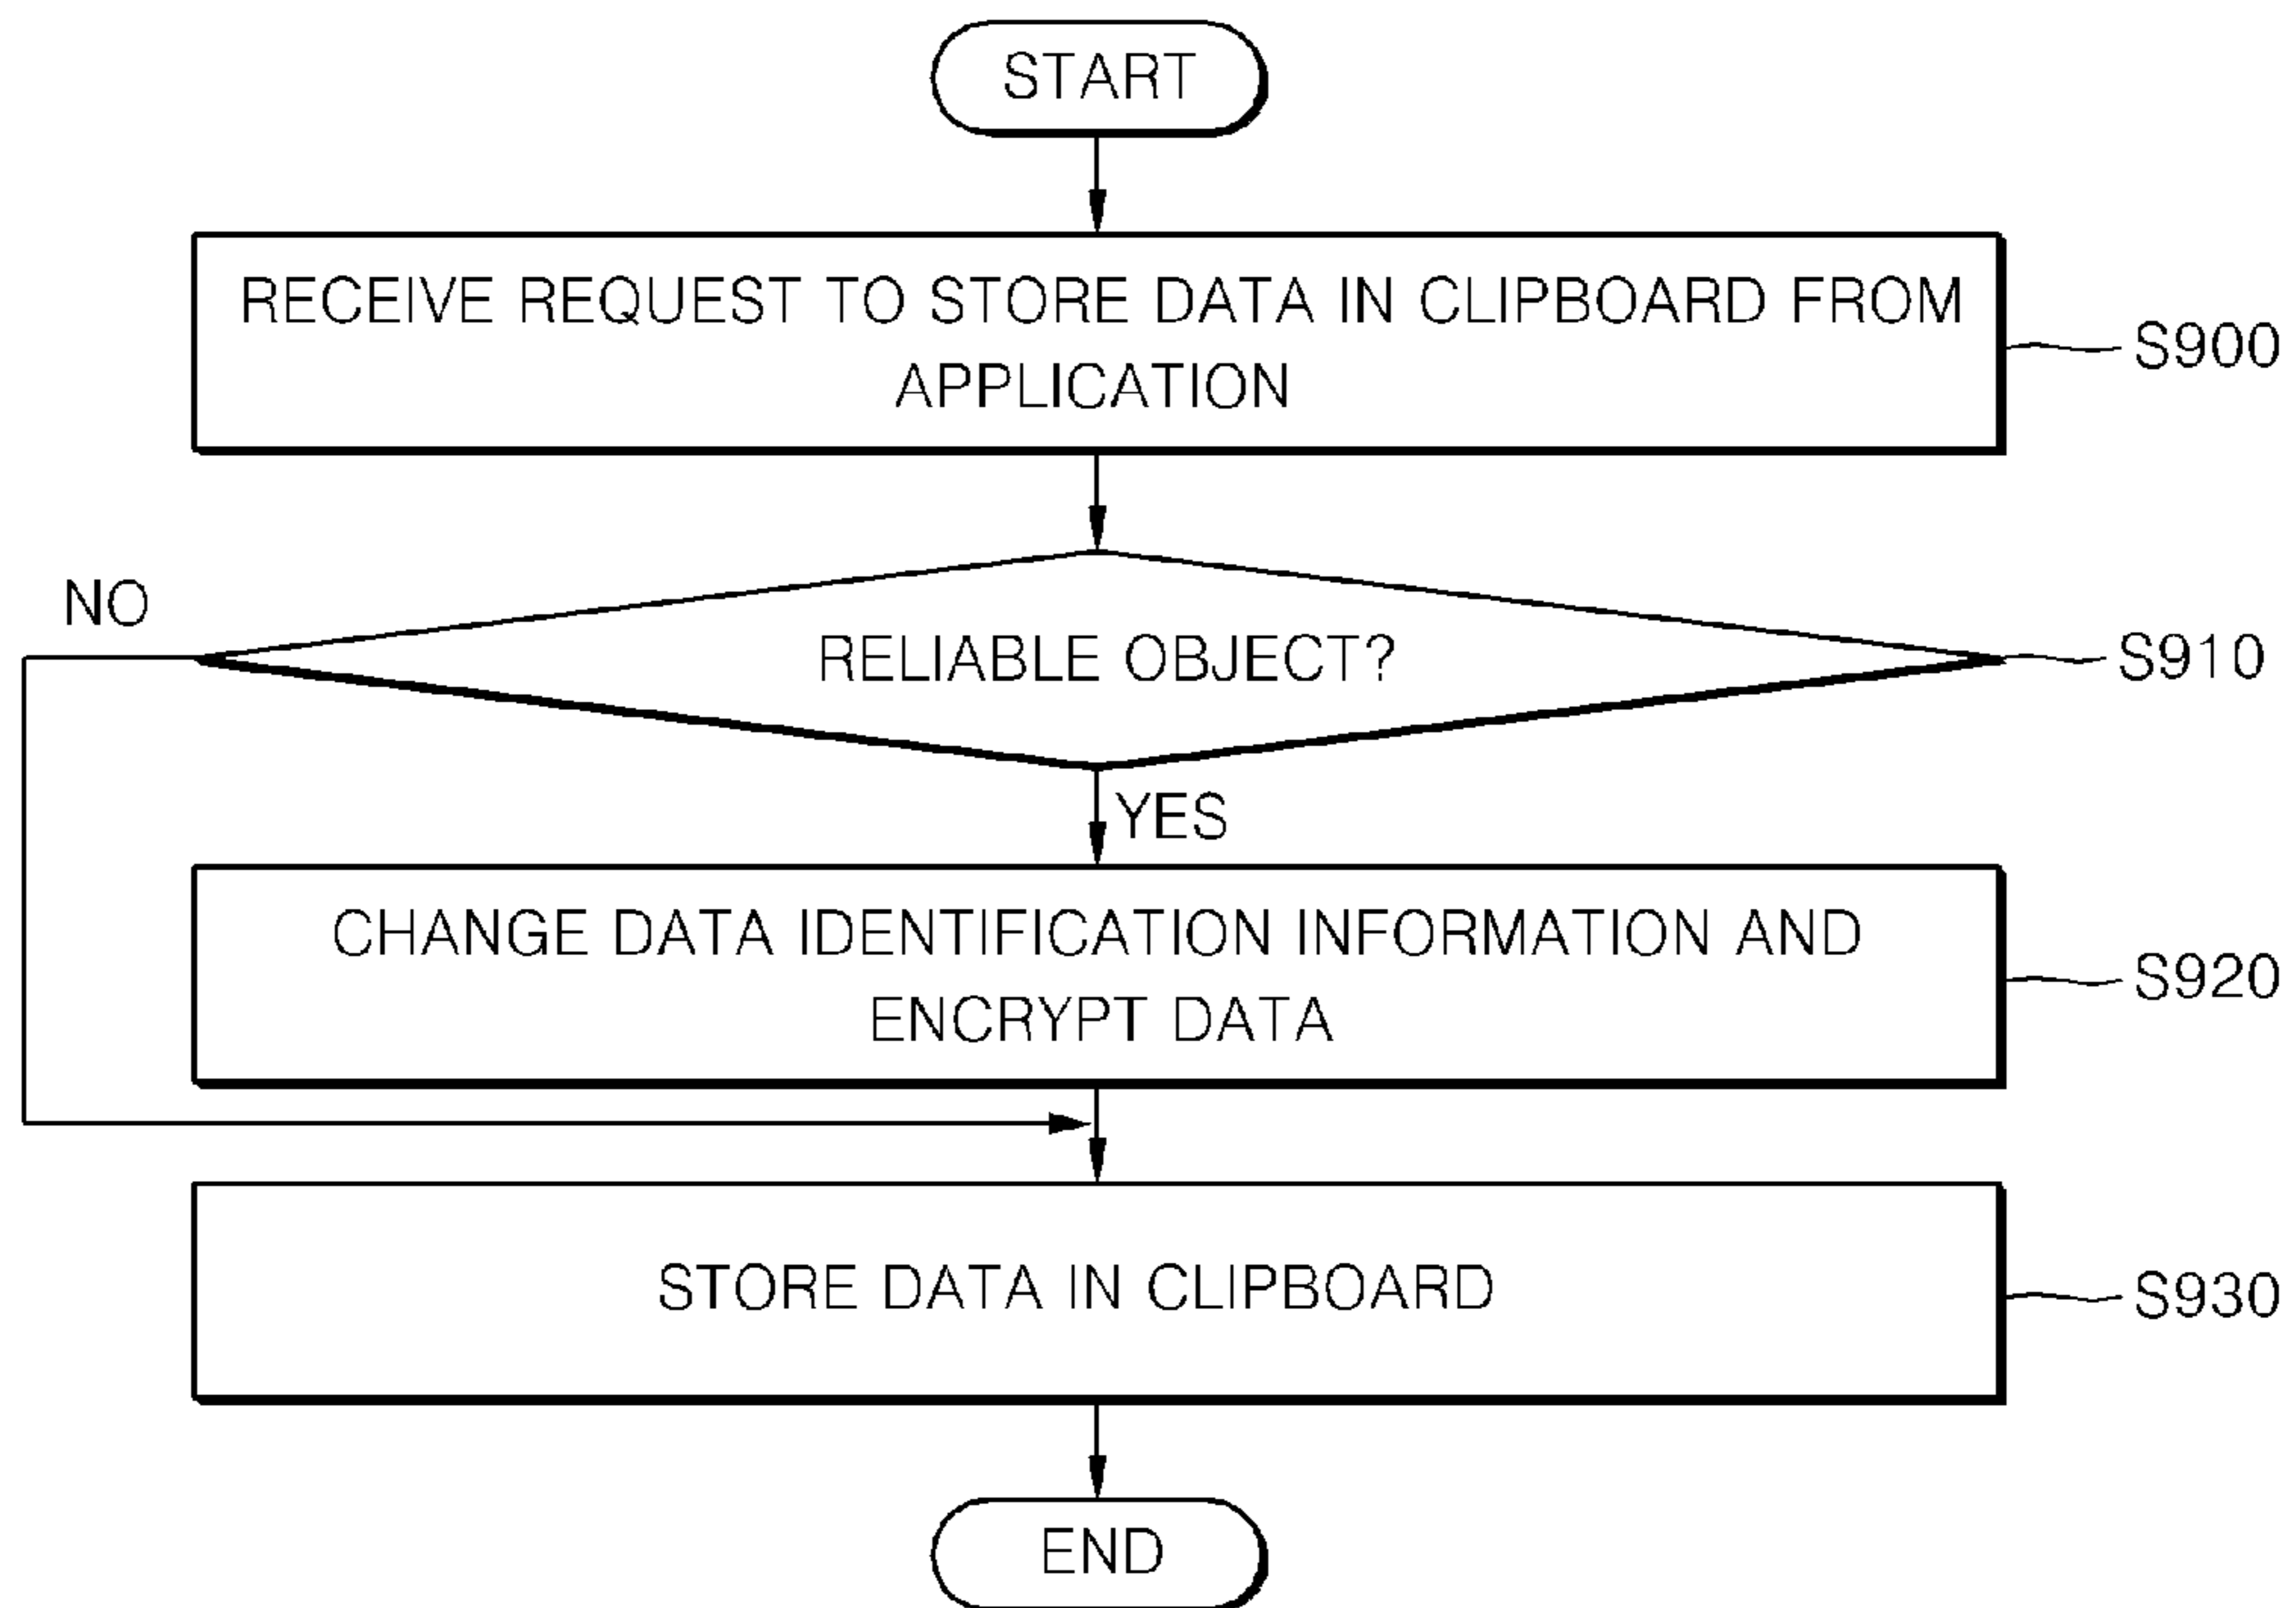 START
RECEIVE REQUEST TO STORE DATA IN CLIPBOARD FROM
APPLICATION
S900
NO
RELIABLE OBJECT?
S910
YES
CHANGE DATA IDENTIFICATION INFORMATION AND
ENCRYPT DATA
S920
STORE DATA IN CLIPBOARD
S930
END